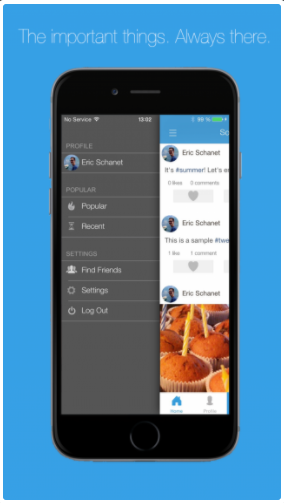 The important things. Always there.
No Service
13:02
99 %
PROFILE
Eric Schanet
POPULAR
Popular
Recent
SETTINGS
Find Friends
Settings
Log Out
So
Eric Schanet
It's #summer! Let's e
0 likes 0 comments
Eric Schanet
This is a sample #twe
1 like 1 comment
Eric Schanet
Home
Profile